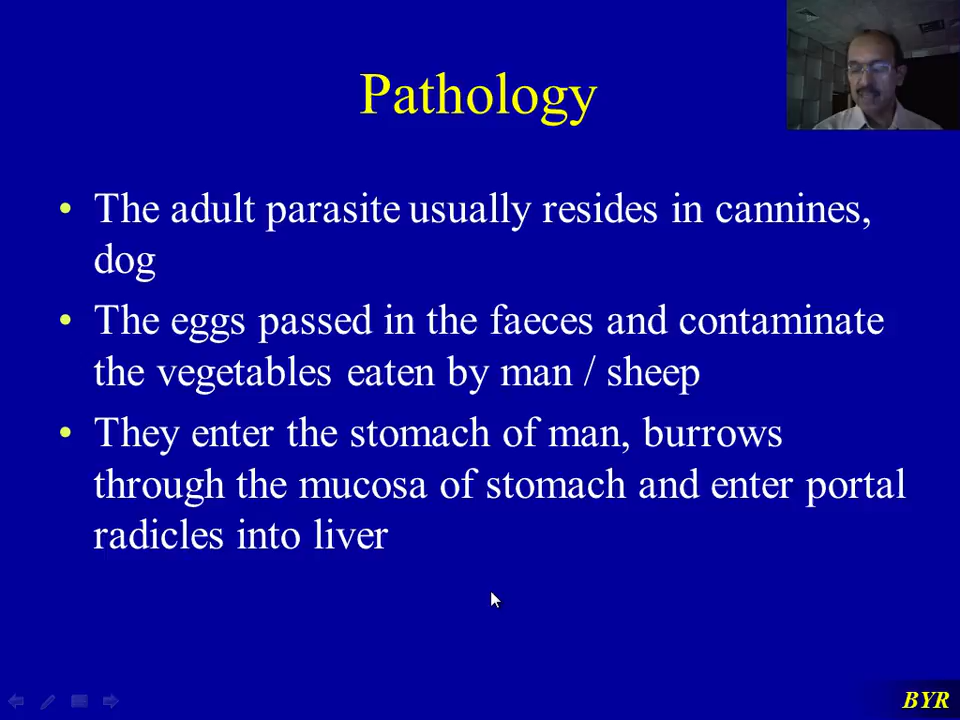 Pathology
• The adult parasite usually resides in cannines,
dog
• The eggs passed in the faeces and contaminate
the vegetables eaten by man / sheep
• They enter the stomach of man, burrows
through the mucosa of stomach and enter portal
radicles into liver
BYR